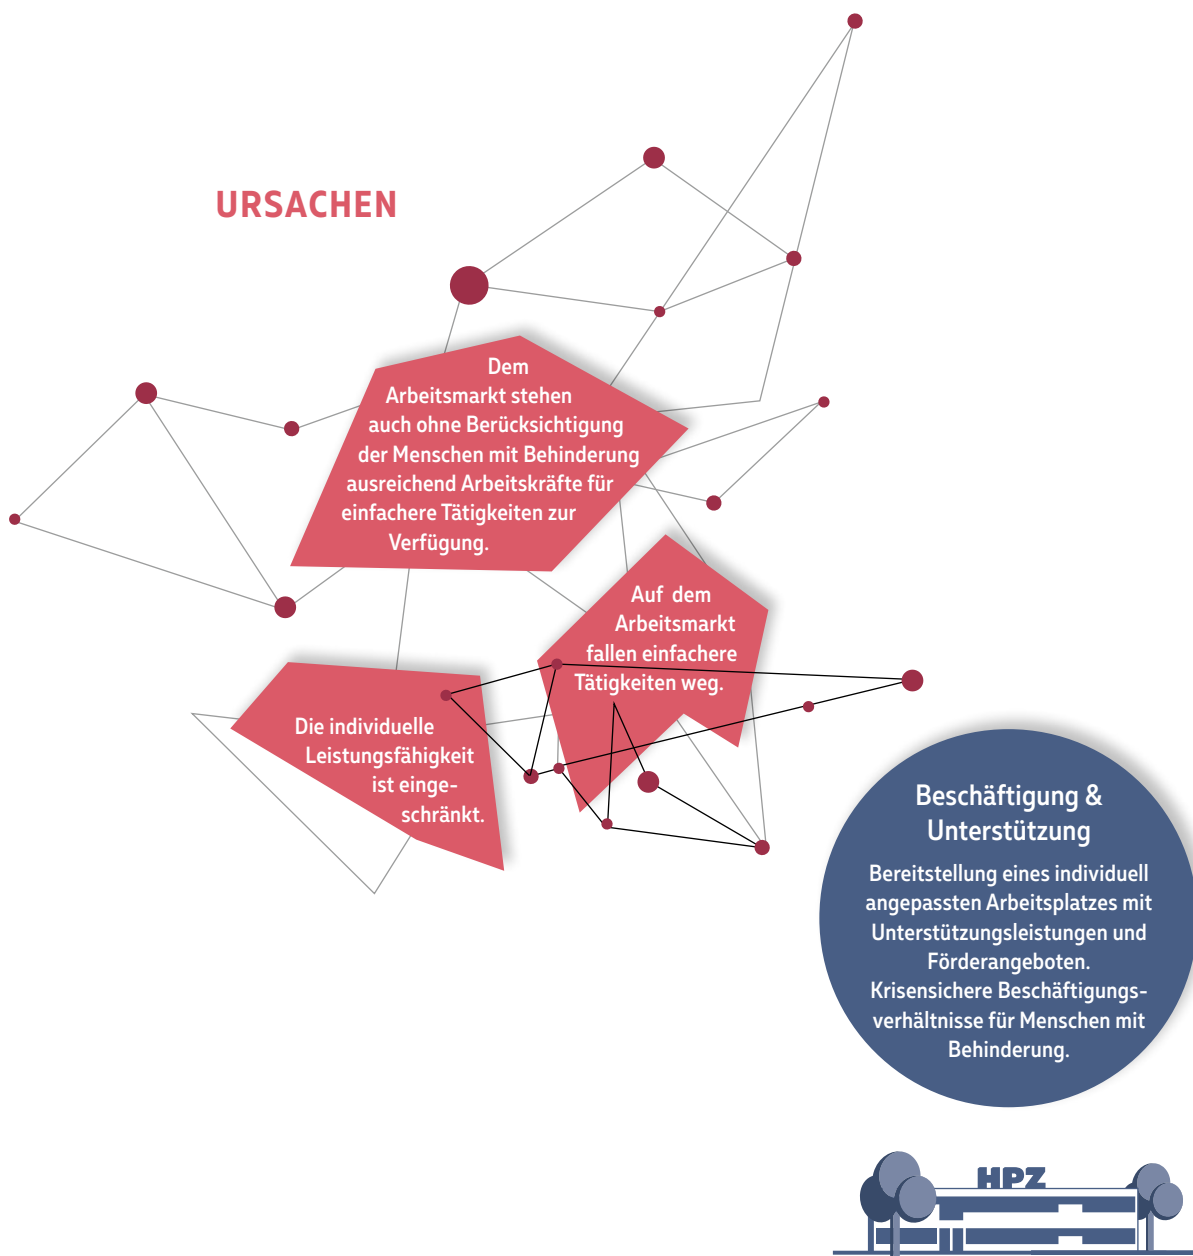 URSACHEN
Dem
Arbeitsmarkt stehen
auch ohne Berücksichtigung
der Menschen mit Behinderung
ausreichend Arbeitskräfte für
einfachere Tätigkeiten zur
Verfügung.
Auf dem
Arbeitsmarkt
fallen einfachere
Tätigkeiten weg.
Die individuelle
Leistungsfähigkeit
ist einge-
schränkt.
Beschäftigung &
Unterstützung
Bereitstellung eines individuell
angepassten Arbeitsplatzes mit
Unterstützungsleistungen und
Förderangeboten.
Krisensichere Beschäftigungs-
verhältnisse für Menschen mit
Behinderung.
HPZ